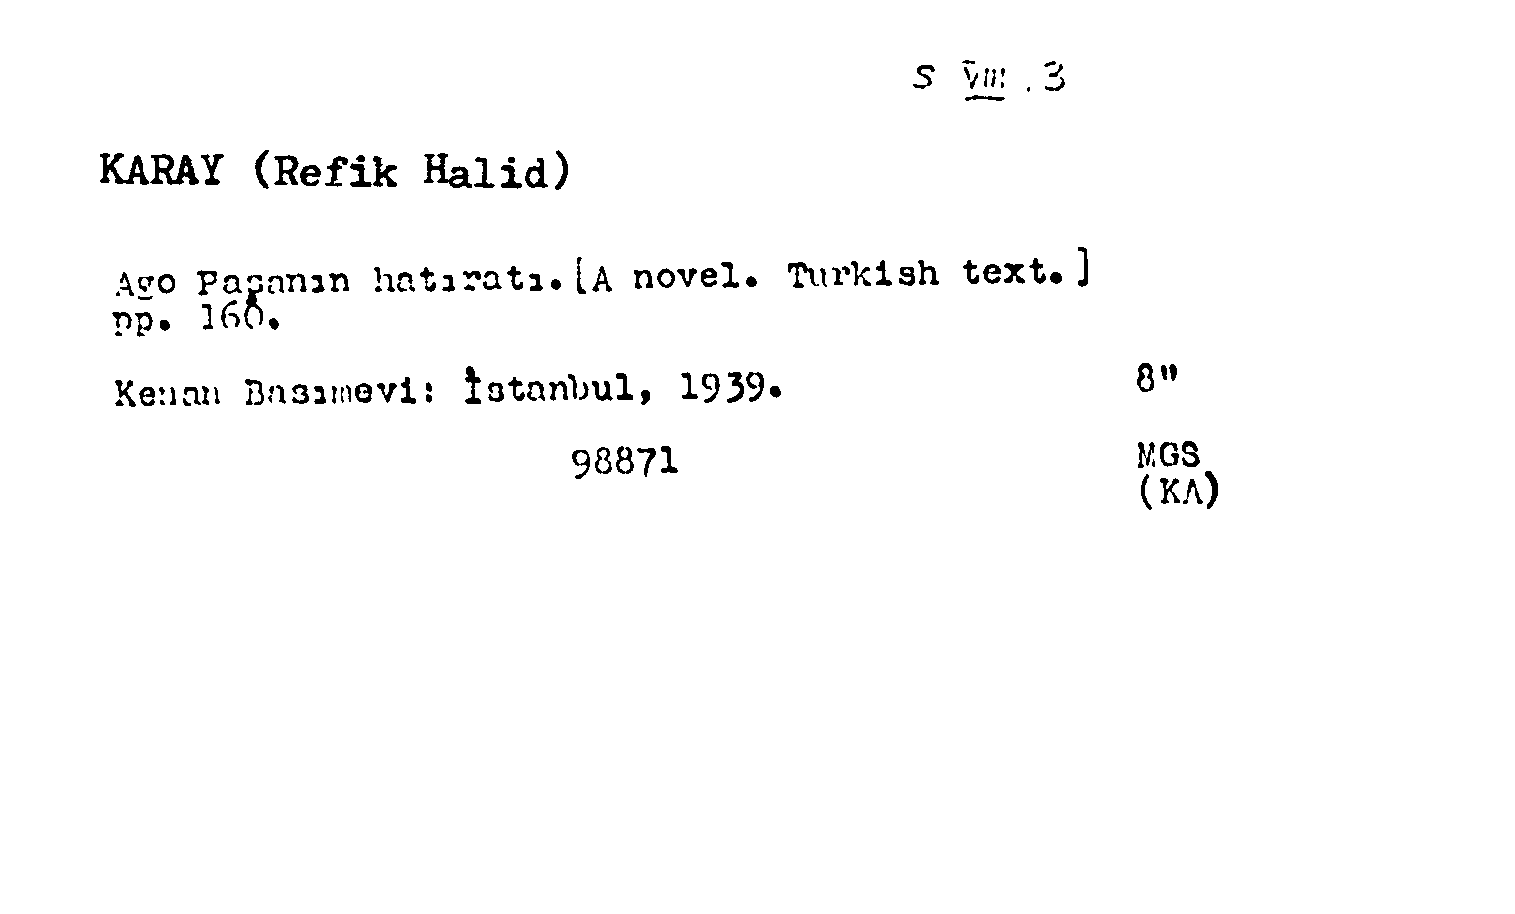 S VIII . 3
KARAY (Refik Halid)
Ago Paşanın hatıratı.[A novel. Turkish text.]
pp. 160.
Kenan Basımevi: İstanbul, 1939. 8"
98871 MGS
(KA)